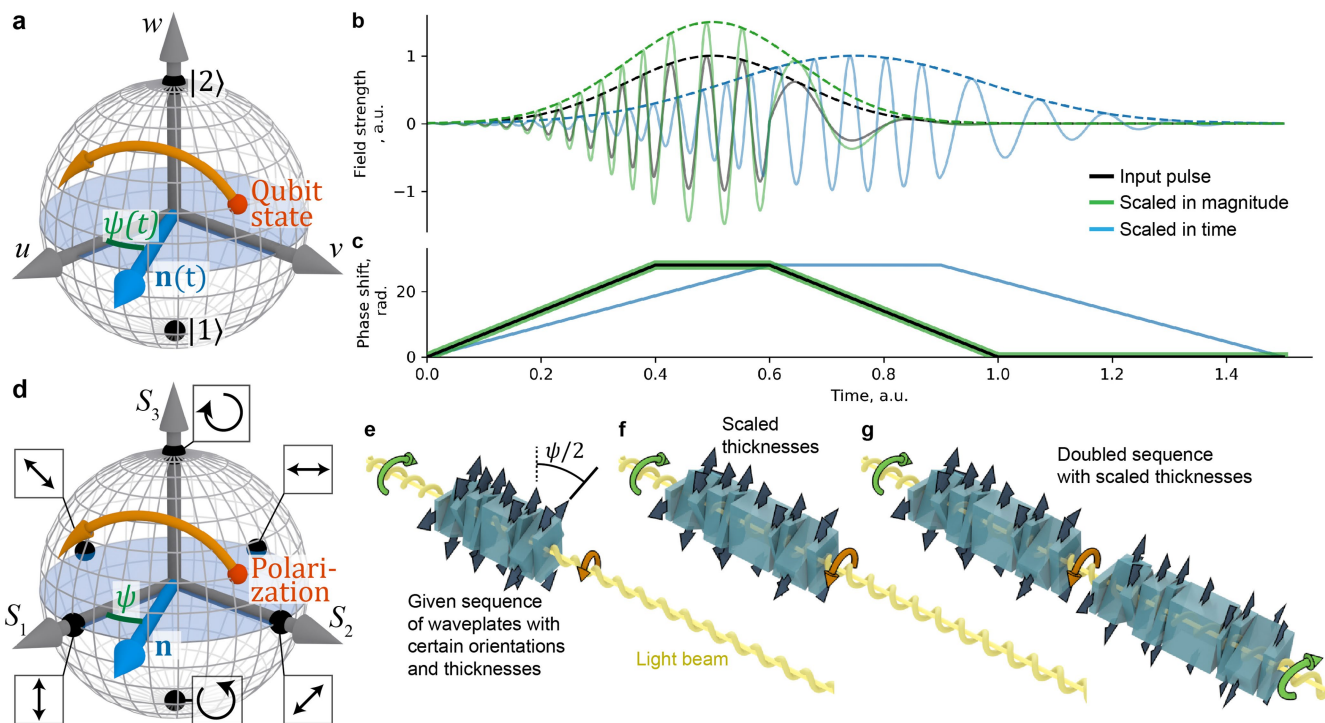 a
w
|2⟩
Qubit
state
ψ(t)
u
v
n(t)
|1⟩
b
Field strength
, a.u.
1
0
−1
Input pulse
Scaled in magnitude
Scaled in time
c
Phase shift,
rad.
20
0
0.0 0.2 0.4 0.6 0.8 1.0 1.2 1.4
Time, a.u.
d
S3
Polari-
zation
ψ
S1
S2
n
e
ψ/2
Given sequence
of waveplates with
certain orientations
and thicknesses
Light beam
f
Scaled
thicknesses
g
Doubled sequence
with scaled thicknesses